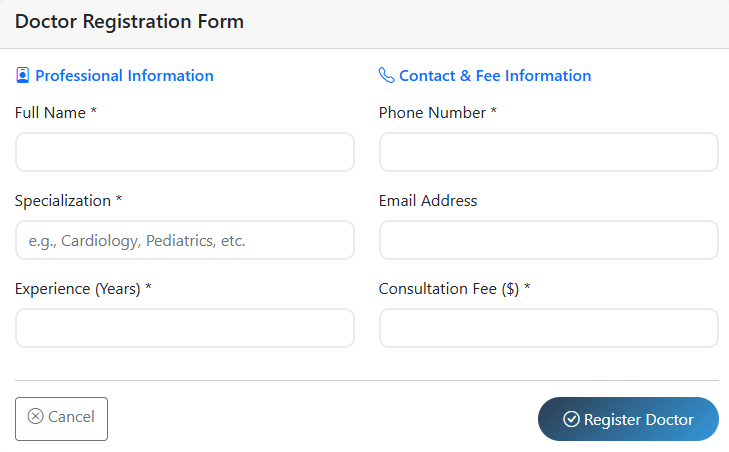 Doctor Registration Form
Professional Information
Full Name *
Specialization *
e.g., Cardiology, Pediatrics, etc.
Experience (Years) *
Contact & Fee Information
Phone Number *
Email Address
Consultation Fee ($) *
Cancel
Register Doctor